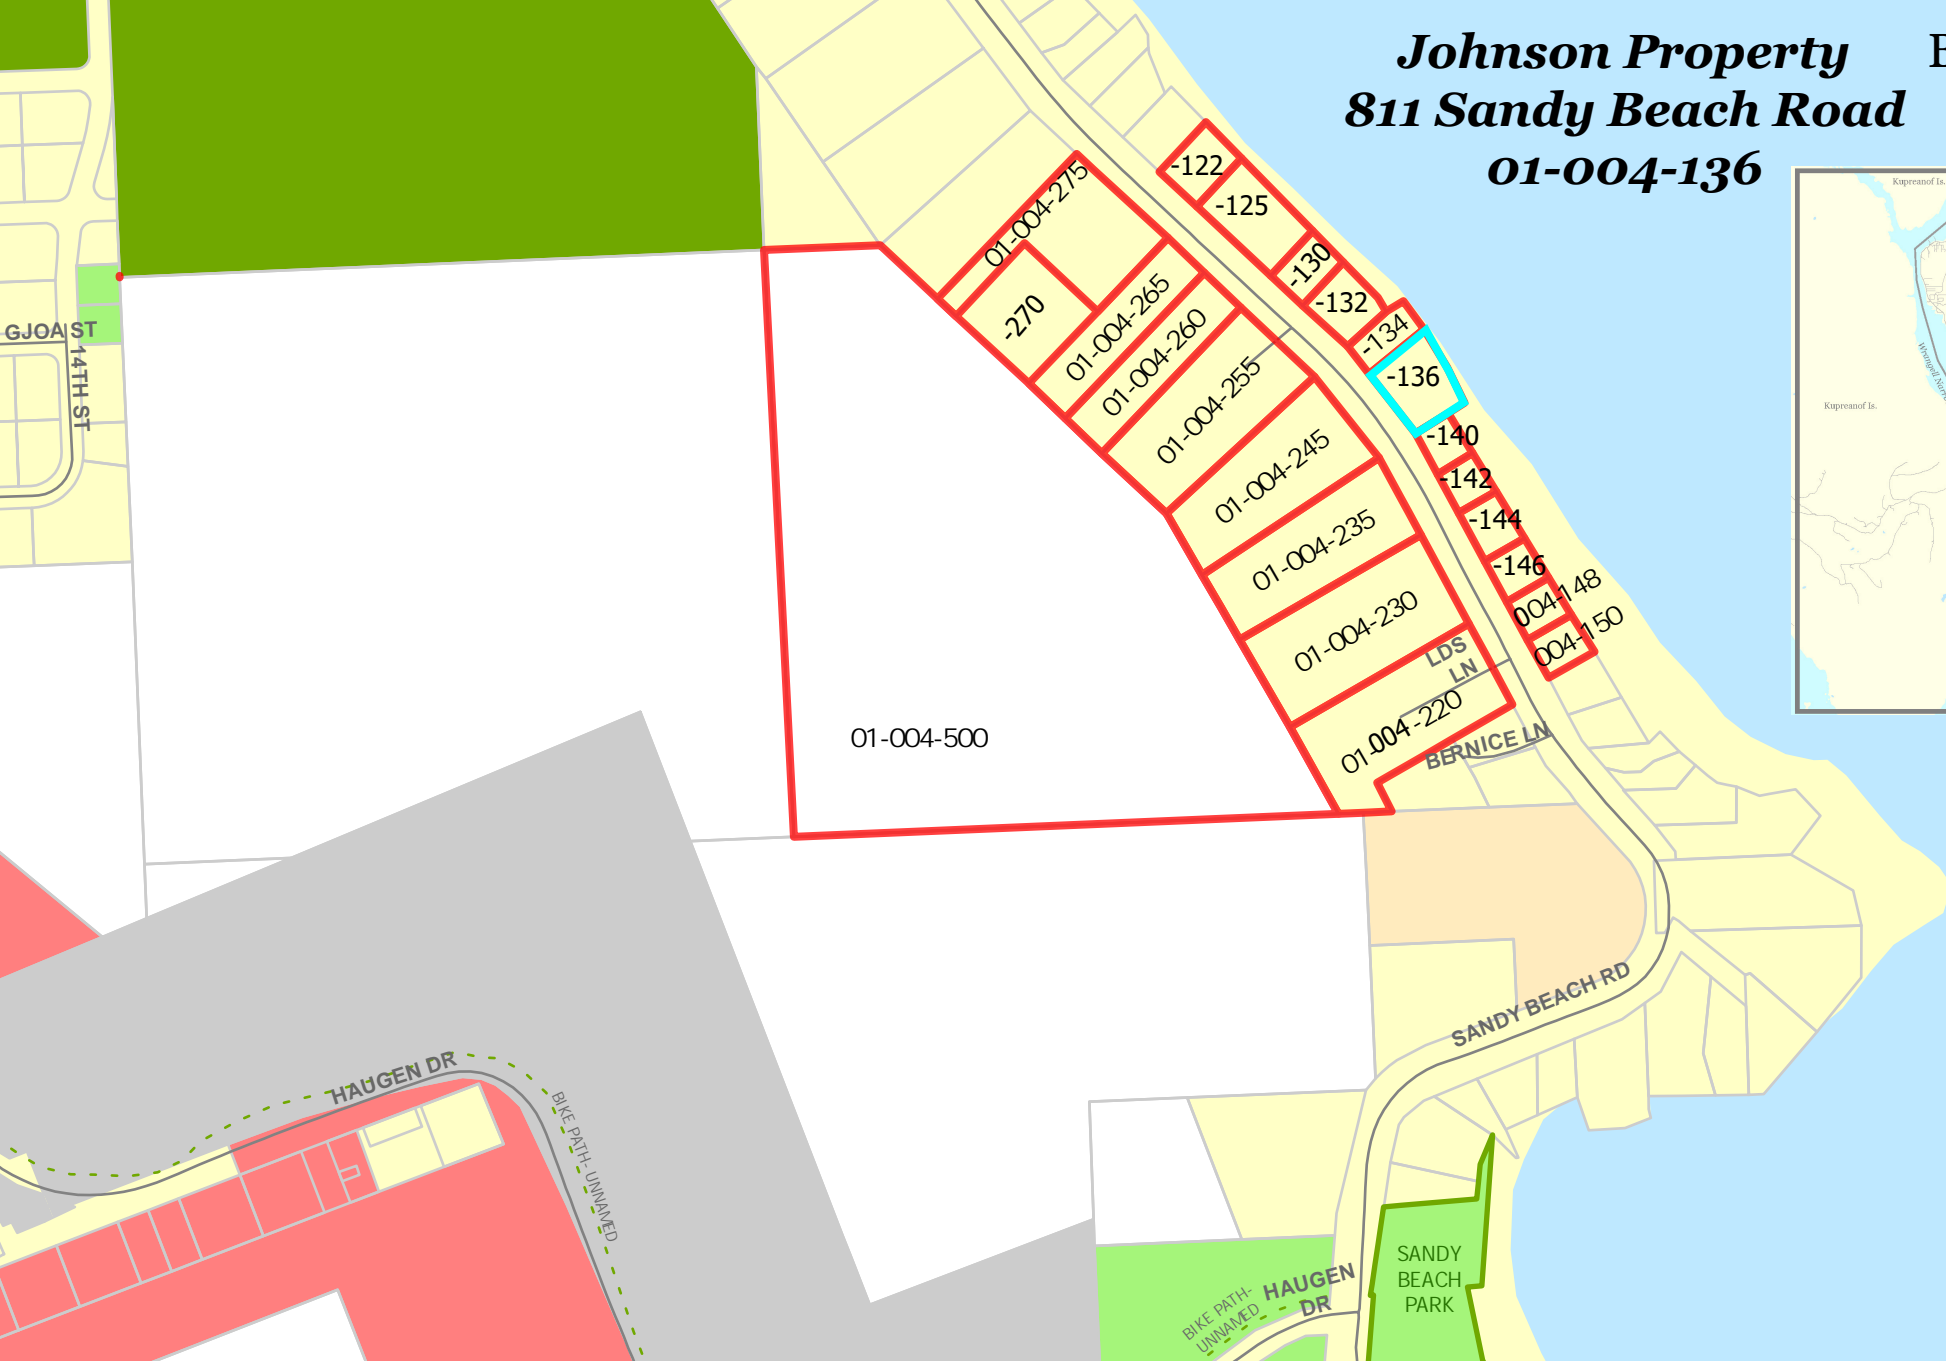 Johnson Property
811 Sandy Beach Road
01-004-136
Kupreanof Is.
Kupreanof Is.
-122
-125
-130
-132
-134
-136
-140
-142
-144
-146
004-148
004-150
01-004-275
-270
01-004-265
01-004-260
01-004-255
01-004-245
01-004-235
01-004-230
01-004-220
01-004-500
GJOA ST
14TH ST
LDS
LN
BERNICE LN
SANDY BEACH RD
HAUGEN DR
BIKE PATH- UNNAMED
BIKE PATH-
UNNAMED
HAUGEN
DR
SANDY
BEACH
PARK